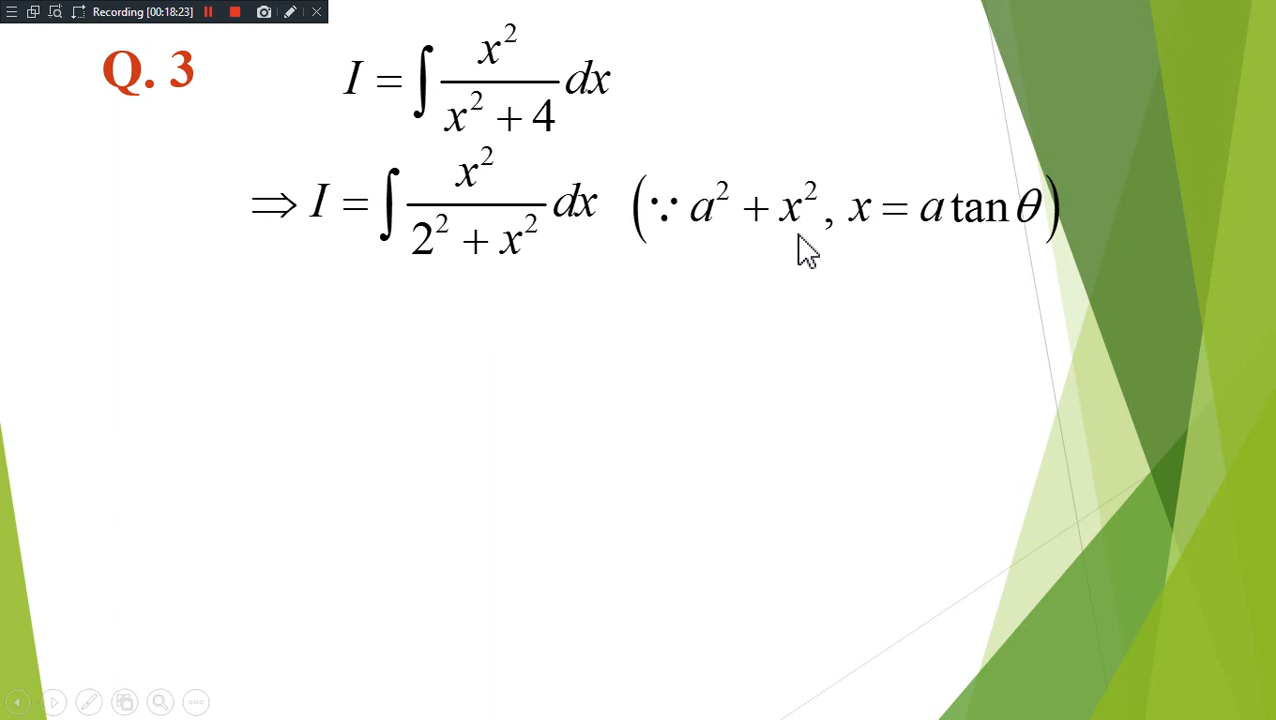 Recording [00:18:23]
Q. 3
I = ∫ x² / (x² + 4) dx
⇒ I = ∫ x² / (2² + x²) dx (∵ a² + x², x = a tan θ)